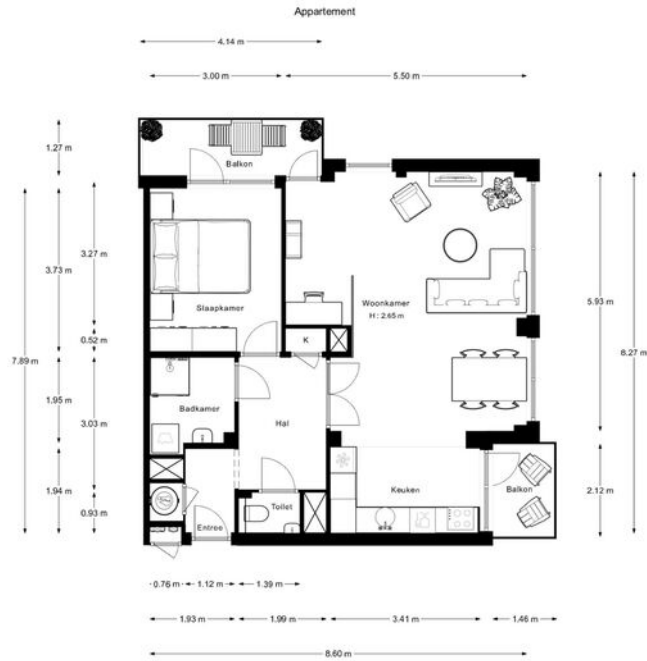 Appartement
4.14 m
3.00 m
5.50 m
1.27 m
Balkon
7.89 m
3.73 m
3.27 m
0.52 m
Slaapkamer
Woonkamer
H : 2.65 m
5.93 m
8.27 m
K
1.95 m
3.03 m
Badkamer
Hal
1.94 m
0.93 m
Keuken
Balkon
2.12 m
Toilet
Entree
0.76 m
1.12 m
1.39 m
1.93 m
1.99 m
3.41 m
1.46 m
8.60 m